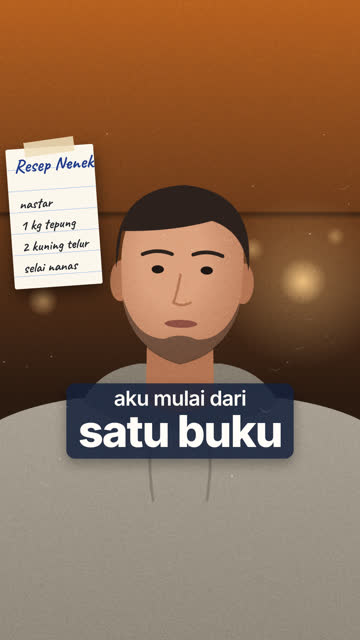 Resep Nenek
nastar
1 kg tepung
2 kuning telur
selai nanas
aku mulai dari
satu buku